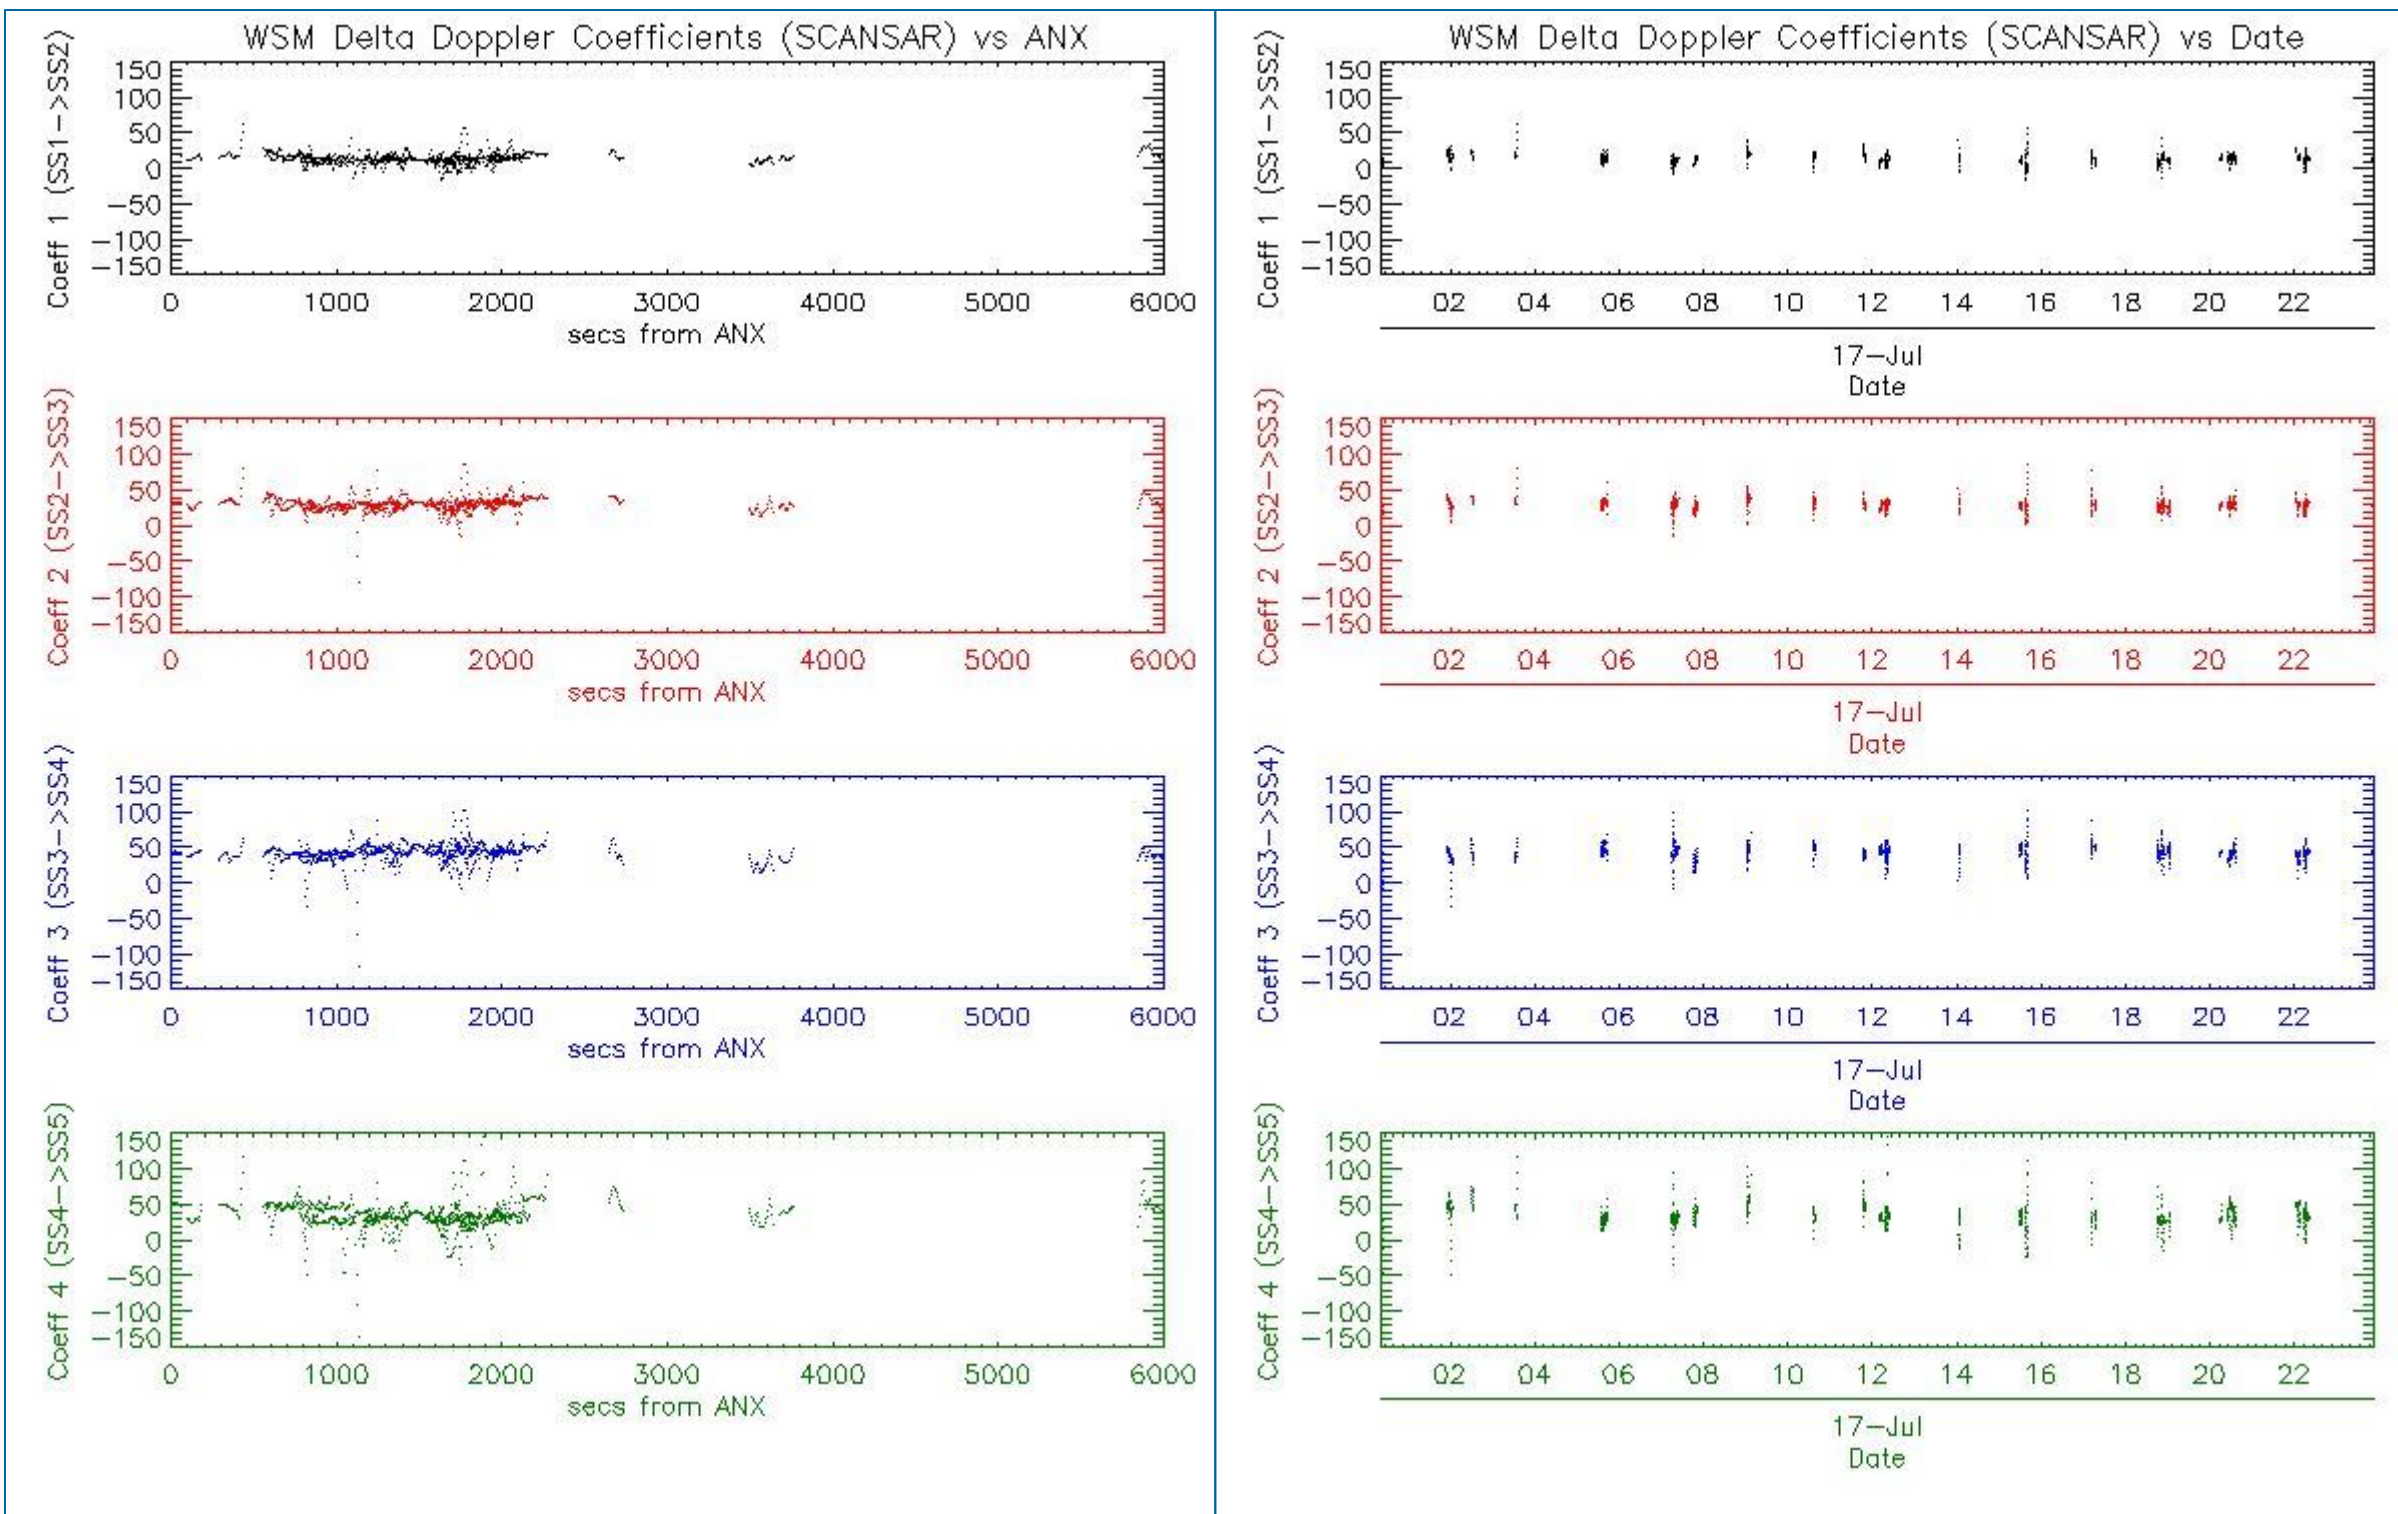 WSM Delta Doppler Coefficients (SCANSAR) vs ANX
Coeff 1 (SS1->SS2)
150
100
50
0
-50
-100
-150
0 1000 2000 3000 4000 5000 6000
secs from ANX
Coeff 2 (SS2->SS3)
150
100
50
0
-50
-100
-150
0 1000 2000 3000 4000 5000 6000
secs from ANX
Coeff 3 (SS3->SS4)
150
100
50
0
-50
-100
-150
0 1000 2000 3000 4000 5000 6000
secs from ANX
Coeff 4 (SS4->SS5)
150
100
50
0
-50
-100
-150
0 1000 2000 3000 4000 5000 6000
secs from ANX
WSM Delta Doppler Coefficients (SCANSAR) vs Date
Coeff 1 (SS1->SS2)
150
100
50
0
-50
-100
-150
02 04 06 08 10 12 14 16 18 20 22
17-Jul
Date
Coeff 2 (SS2->SS3)
150
100
50
0
-50
-100
-150
02 04 06 08 10 12 14 16 18 20 22
17-Jul
Date
Coeff 3 (SS3->SS4)
150
100
50
0
-50
-100
-150
02 04 06 08 10 12 14 16 18 20 22
17-Jul
Date
Coeff 4 (SS4->SS5)
150
100
50
0
-50
-100
-150
02 04 06 08 10 12 14 16 18 20 22
17-Jul
Date